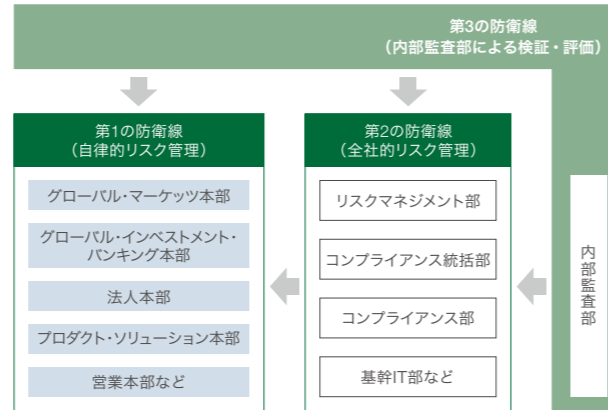 第3の防衛線
（内部監査部による検証・評価）
第1の防衛線
（自律的リスク管理）
グローバル・マーケッツ本部
グローバル・インベストメント・
バンキング本部
法人本部
プロダクト・ソリューション本部
営業本部など
第2の防衛線
（全社的リスク管理）
リスクマネジメント部
コンプライアンス統括部
コンプライアンス部
基幹IT部など
内部監査部